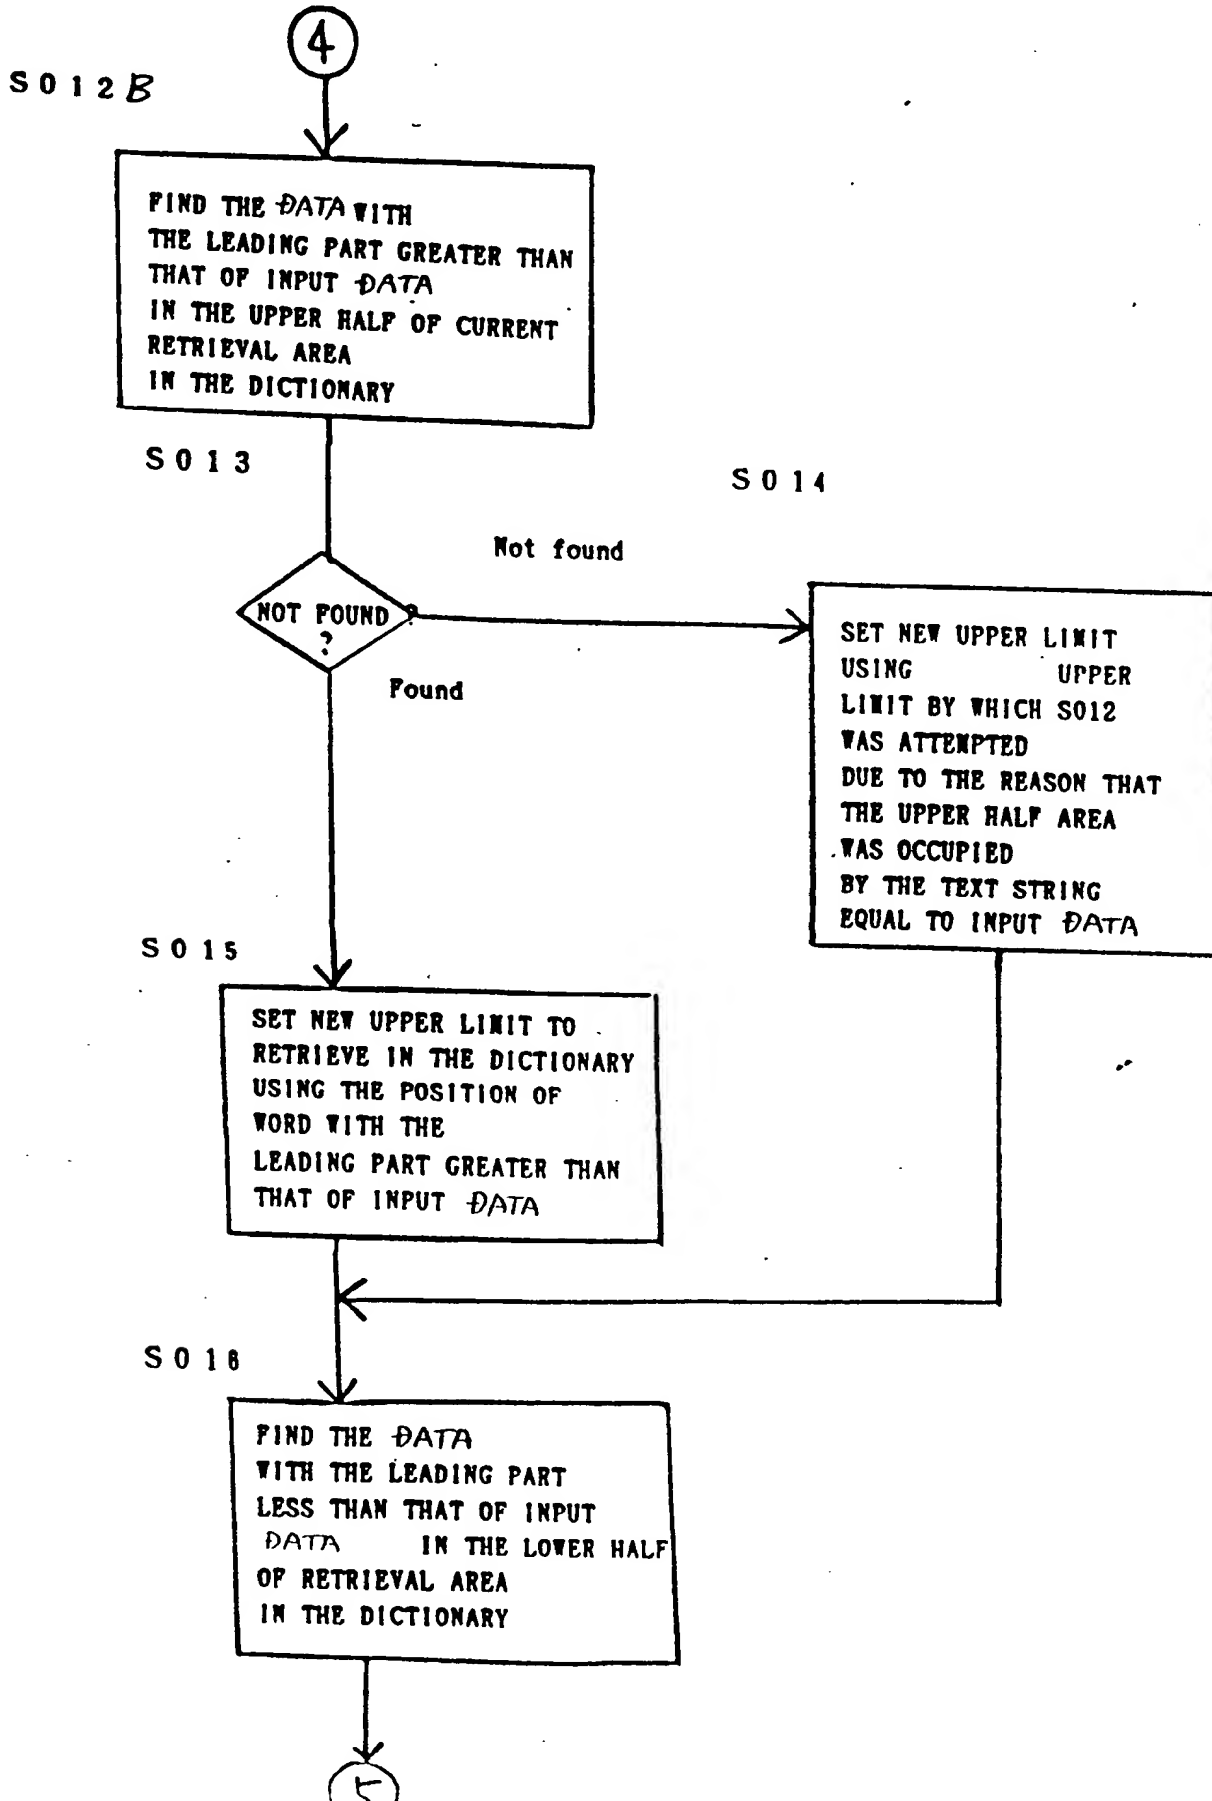 4
S012B
FIND THE DATA WITH
THE LEADING PART GREATER THAN
THAT OF INPUT DATA
IN THE UPPER HALF OF CURRENT
RETRIEVAL AREA
IN THE DICTIONARY
S013
S014
Not found
NOT FOUND ?
?
Found
SET NEW UPPER LIMIT
USING UPPER
LIMIT BY WHICH S012
WAS ATTEMPTED
DUE TO THE REASON THAT
THE UPPER HALF AREA
WAS OCCUPIED
BY THE TEXT STRING
EQUAL TO INPUT DATA
S015
SET NEW UPPER LIMIT TO
RETRIEVE IN THE DICTIONARY
USING THE POSITION OF
WORD WITH THE
LEADING PART GREATER THAN
THAT OF INPUT DATA
S016
FIND THE DATA
WITH THE LEADING PART
LESS THAN THAT OF INPUT
DATA IN THE LOWER HALF
OF RETRIEVAL AREA
IN THE DICTIONARY
5